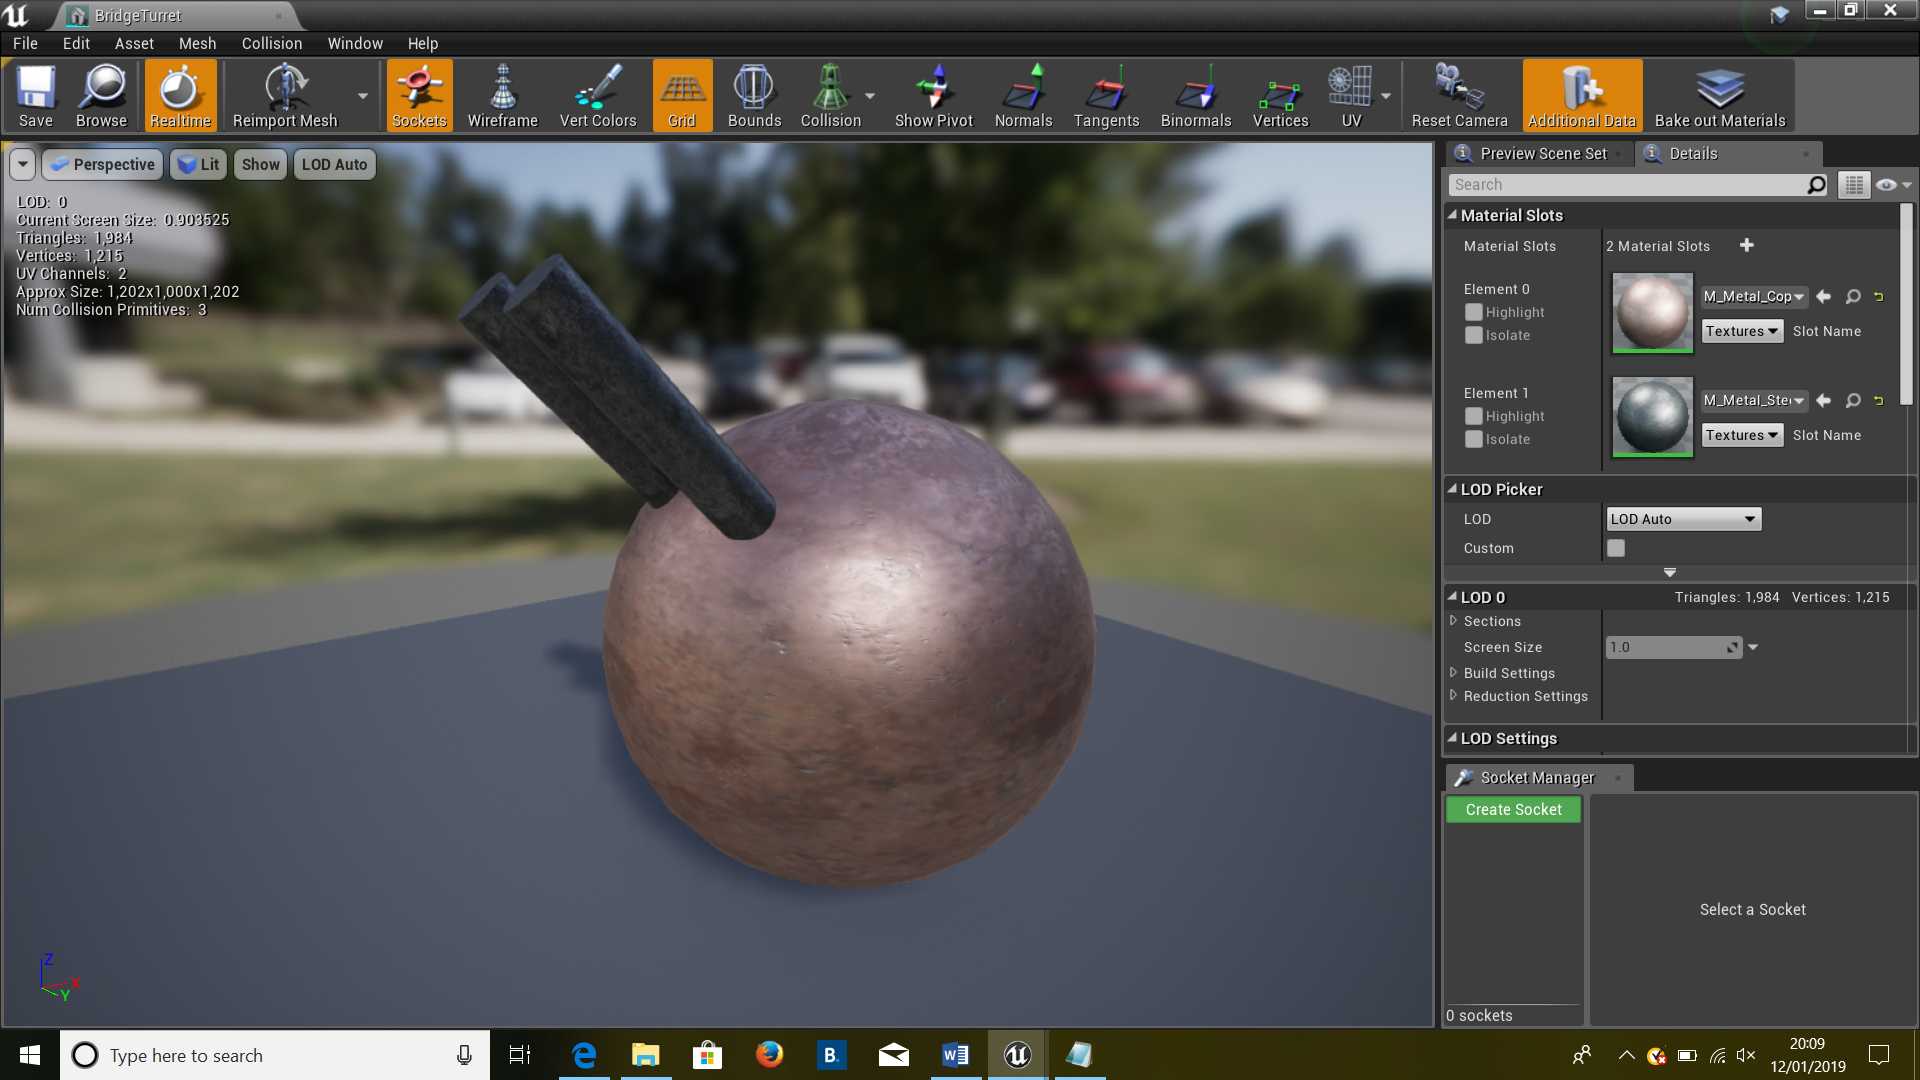 BridgeTurret
File Edit Asset Mesh Collision Window Help
Save Browse Realtime Reimport Mesh Sockets Wireframe Vert Colors Grid Bounds Collision Show Pivot Normals Tangents Binormals Vertices UV Reset Camera Additional Data Bake out Materials
Perspective Lit Show LOD Auto
LOD: 0
Current Screen Size: 0.903525
Triangles: 1,984
Vertices: 1,215
UV Channels: 2
Approx Size: 1,202x1,000x1,202
Num Collision Primitives: 3
Z
X
Y
Preview Scene Set Details
Search
Material Slots
Material Slots 2 Material Slots
Element 0
Highlight
Isolate
M_Metal_Cop
Textures Slot Name
Element 1
Highlight
Isolate
M_Metal_Ste
Textures Slot Name
LOD Picker
LOD LOD Auto
Custom
LOD 0 Triangles: 1,984 Vertices: 1,215
Sections
Screen Size 1.0
Build Settings
Reduction Settings
LOD Settings
Socket Manager
Create Socket
Select a Socket
0 sockets
Type here to search
B.
20:09
12/01/2019